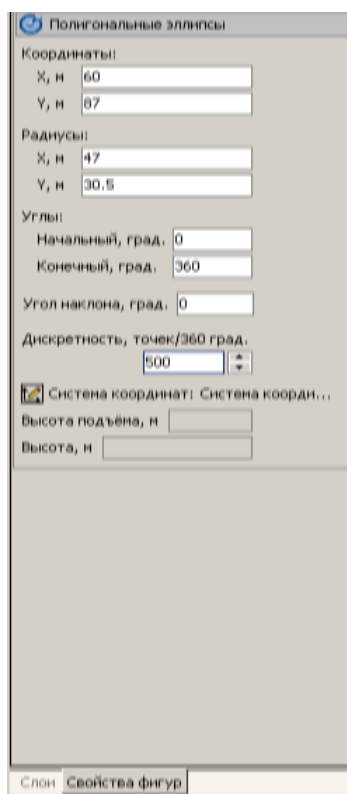 Полигональные эллипсы
Координаты:
X, м 60
Y, м 87
Радиусы:
X, м 47
Y, м 30.5
Углы:
Начальный, град. 0
Конечный, град. 360
Угол наклона, град. 0
Дискретность, точек/360 град.
500
Система координат: Система коорди...
Высота подъёма, м
Высота, м
Слои Свойства фигур